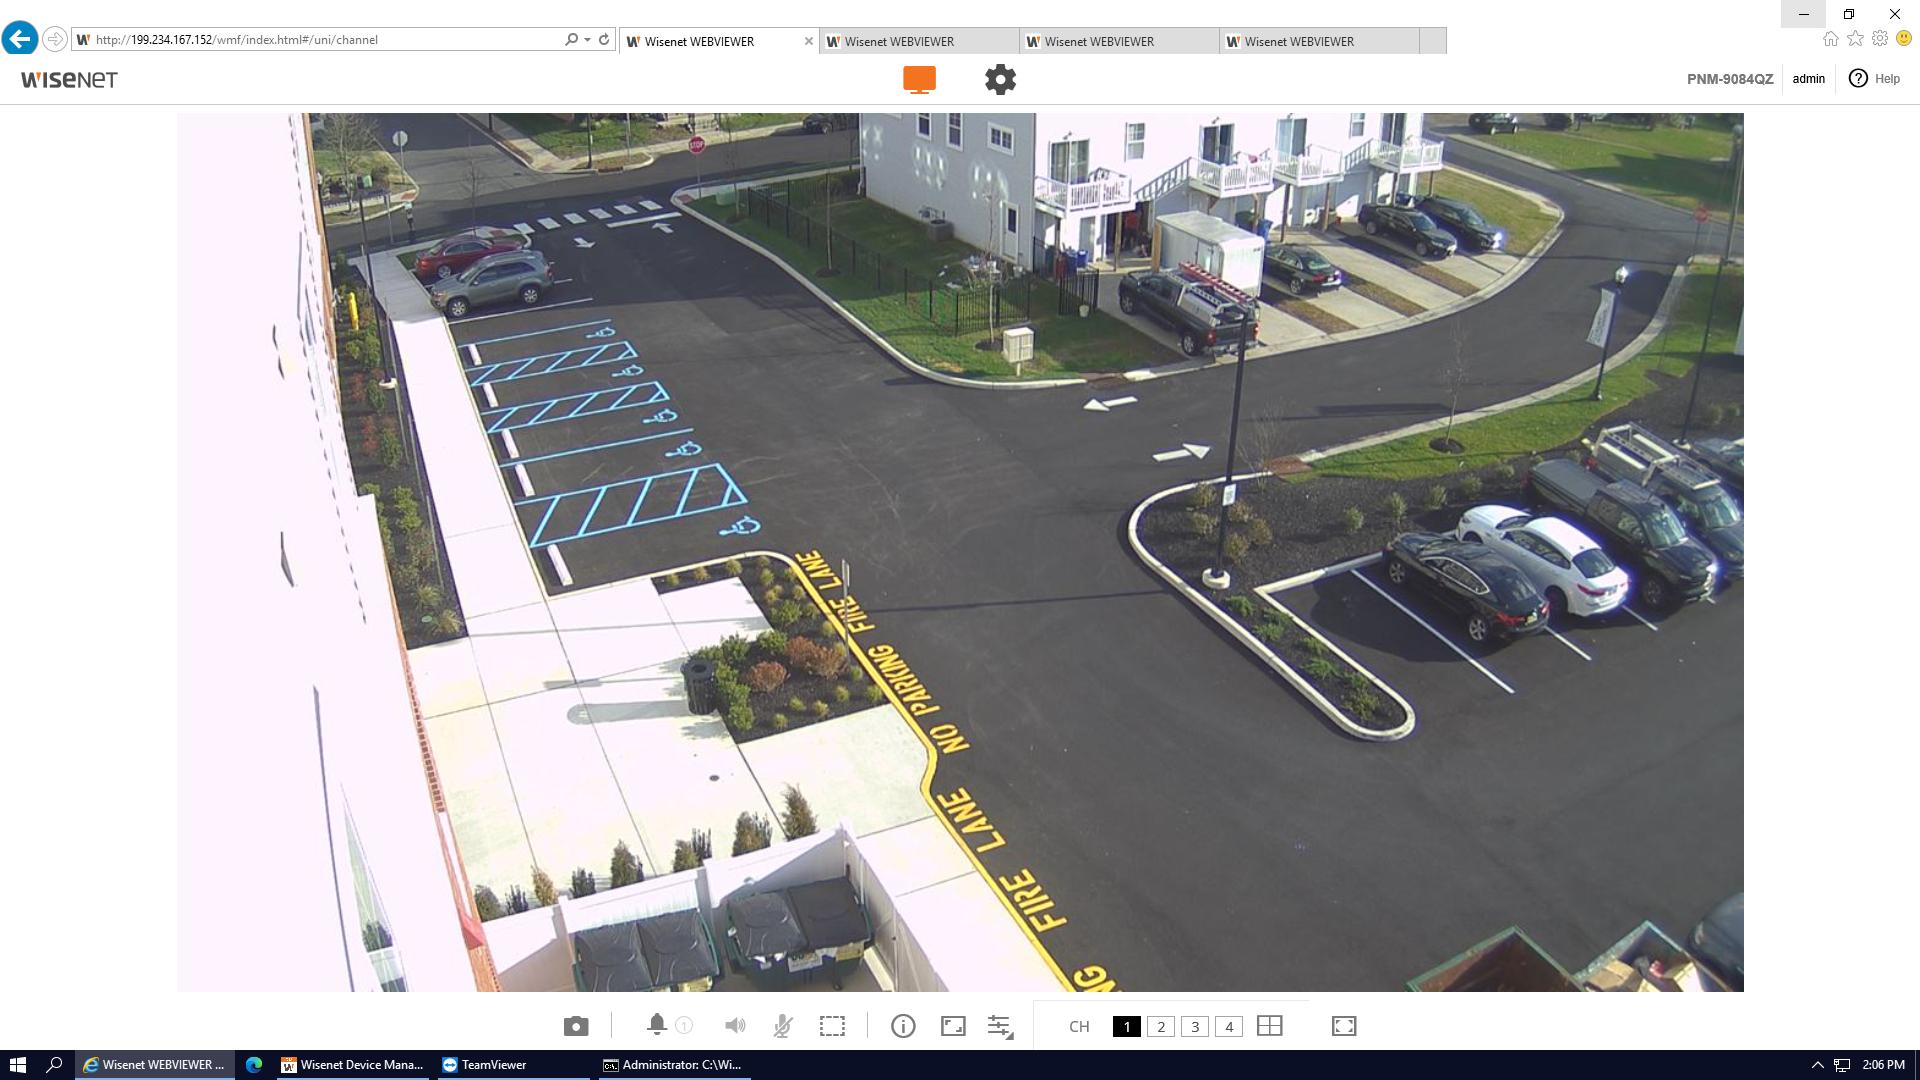 http://199.234.167.152/wmf/index.html#/uni/channel
Wisenet WEBVIEWER
Wisenet WEBVIEWER
Wisenet WEBVIEWER
Wisenet WEBVIEWER
WISENET
PNM-9084QZ
admin
Help
STOP
FIRE LANE
NO PARKING
FIRE LANE
NG
CH
1
2
3
4
1
Wisenet WEBVIEWER ...
Wisenet Device Mana...
TeamViewer
Administrator: C:\Wi...
2:06 PM